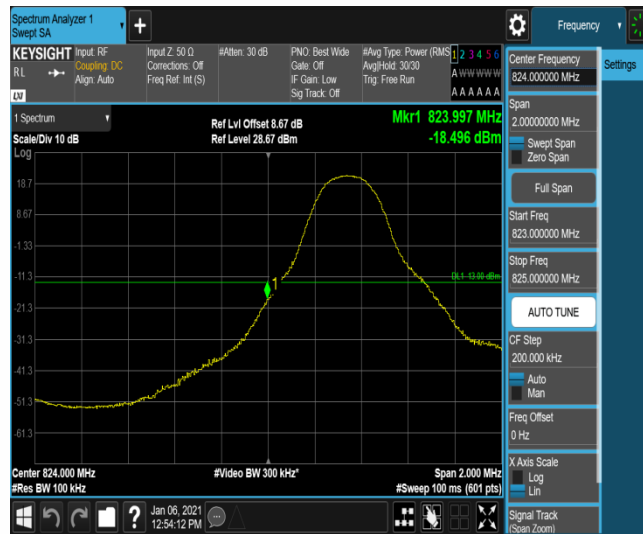 Spectrum Analyzer 1
Swept SA
Frequency
KEYSIGHT
RL
LXI
Input: RF
Coupling: DC
Align: Auto
Input Z: 50 Ω
Corrections: Off
Freq Ref: Int (S)
#Atten: 30 dB
PNO: Best Wide
Gate: Off
IF Gain: Low
Sig Track: Off
#Avg Type: Power (RMS
Avg|Hold: 30/30
Trig: Free Run
1 2 3 4 5 6
A W W W W W
A A A A A A
1 Spectrum
Scale/Div 10 dB
Log
Ref Lvl Offset 8.67 dB
Ref Level 28.67 dBm
Mkr1 823.997 MHz
-18.496 dBm
18.7
8.67
-1.33
-11.3
-21.3
-31.3
-41.3
-51.3
-61.3
DL1 -13.00 dBm
1
Center 824.000 MHz
#Res BW 100 kHz
#Video BW 300 kHz*
Span 2.000 MHz
#Sweep 100 ms (601 pts)
Jan 06, 2021
12:54:12 PM
Center Frequency
824.000000 MHz
Span
2.00000000 MHz
Swept Span
Zero Span
Full Span
Start Freq
823.000000 MHz
Stop Freq
825.000000 MHz
AUTO TUNE
CF Step
200.000 kHz
Auto
Man
Freq Offset
0 Hz
X Axis Scale
Log
Lin
Signal Track
(Span Zoom)
Settings